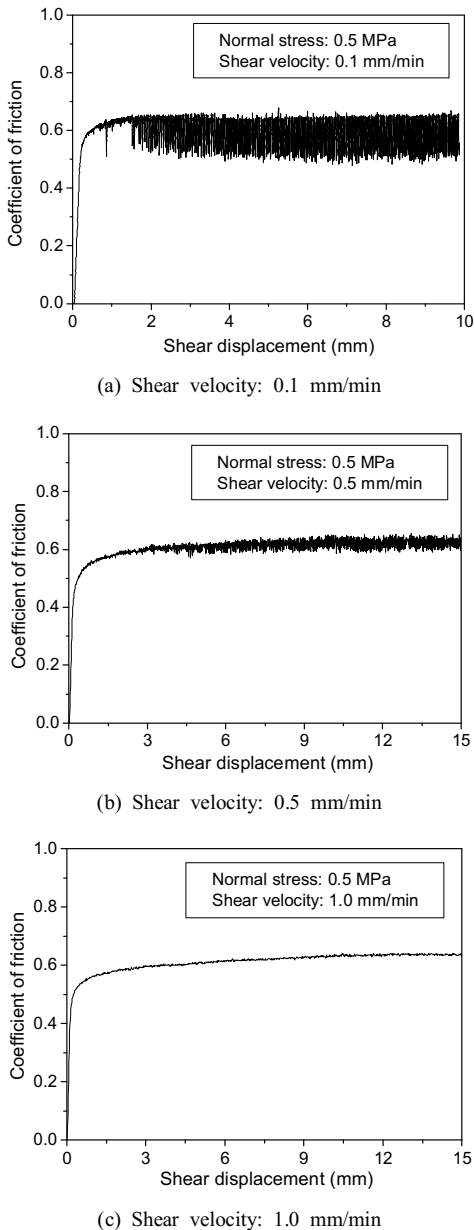 1.0
0.8
0.6
0.4
0.2
0.0
Coefficient of friction
Normal stress: 0.5 MPa
Shear velocity: 0.1 mm/min
0 2 4 6 8 10
Shear displacement (mm)
(a) Shear velocity: 0.1 mm/min
1.0
0.8
0.6
0.4
0.2
0.0
Coefficient of friction
Normal stress: 0.5 MPa
Shear velocity: 0.5 mm/min
0 3 6 9 12 15
Shear displacement (mm)
(b) Shear velocity: 0.5 mm/min
1.0
0.8
0.6
0.4
0.2
0.0
Coefficient of friction
Normal stress: 0.5 MPa
Shear velocity: 1.0 mm/min
0 3 6 9 12 15
Shear displacement (mm)
(c) Shear velocity: 1.0 mm/min